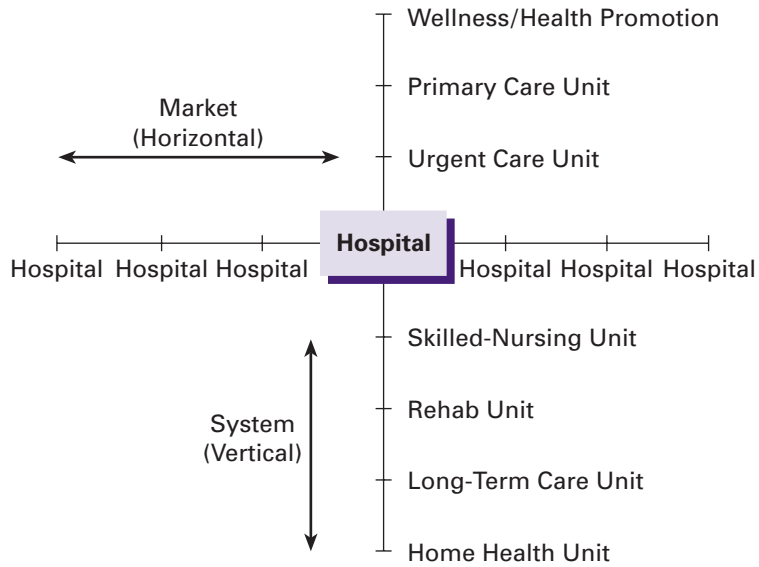 Wellness/Health Promotion
Primary Care Unit
Market
(Horizontal)
Urgent Care Unit
Hospital
Hospital Hospital Hospital Hospital Hospital Hospital
Skilled-Nursing Unit
Rehab Unit
System
(Vertical)
Long-Term Care Unit
Home Health Unit